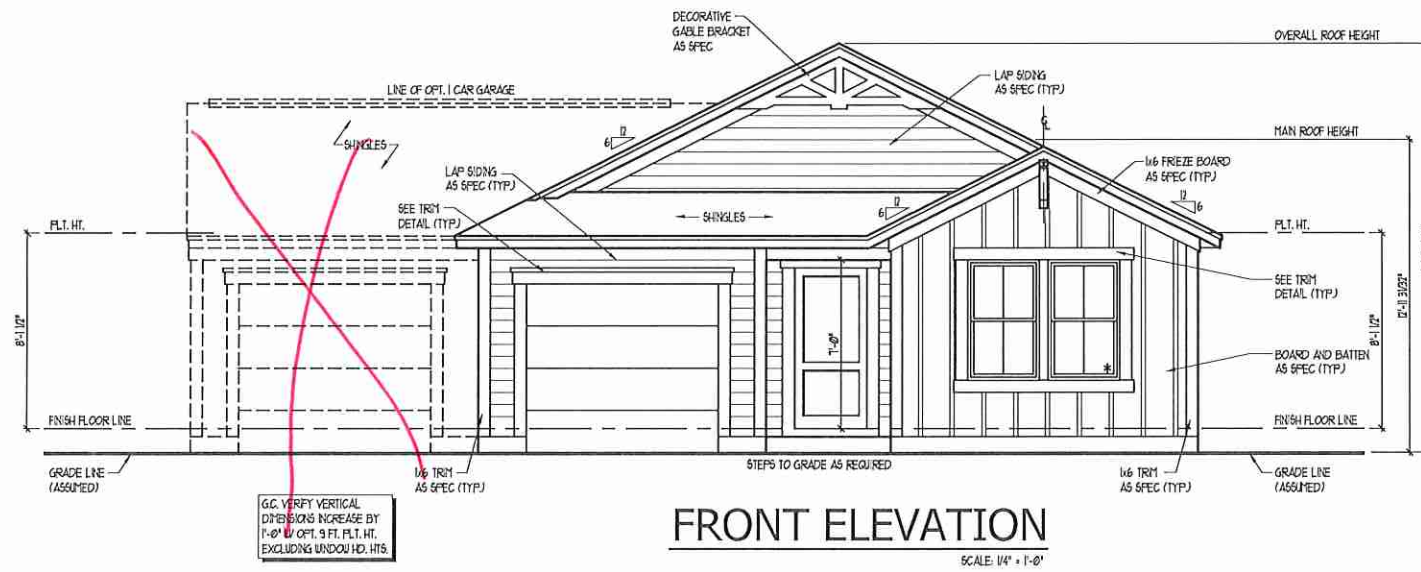 DECORATIVE
GABLE BRACKET
AS SPEC
OVERALL ROOF HEIGHT
LINE OF OPT. 1 CAR GARAGE
LAP SIDING
AS SPEC (TYP.)
SHINGLES
12
6
℄
MAIN ROOF HEIGHT
LAP SIDING
AS SPEC (TYP.)
1x6 FREEZE BOARD
AS SPEC (TYP.)
SEE TRIM
DETAIL (TYP.)
SHINGLES
12
6
12
6
PLT. HT.
PLT. HT.
8'-1 1/2"
7'-0"
SEE TRIM
DETAIL (TYP.)
8'-1 1/2"
12'-11 31/32"
BOARD AND BATTEN
AS SPEC (TYP.)
*
FINISH FLOOR LINE
FINISH FLOOR LINE
GRADE LINE
(ASSUMED)
1x6 TRIM
AS SPEC (TYP.)
STEPS TO GRADE AS REQUIRED
1x6 TRIM
AS SPEC (TYP.)
GRADE LINE
(ASSUMED)
G.C. VERIFY VERTICAL
DIMENSIONS INCREASE BY
1'-0" W/ OPT. 9 FT. PLT. HT.
EXCLUDING WINDOW HD. HTS.
FRONT ELEVATION
SCALE: 1/4" = 1'-0"